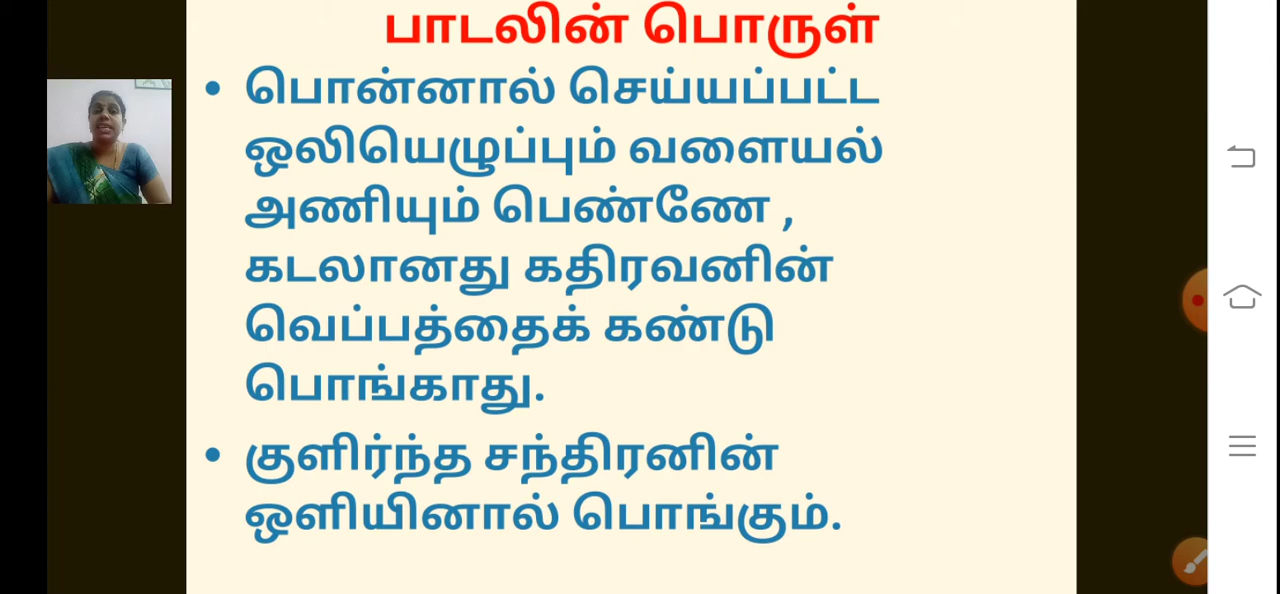 பாடலின் பொருள்
• பொன்னால் செய்யப்பட்ட
ஒலியெழுப்பும் வளையல்
அணியும் பெண்ணே ,
கடலானது கதிரவனின்
வெப்பத்தைக் கண்டு
பொங்காது.
• குளிர்ந்த சந்திரனின்
ஒளியினால் பொங்கும்.